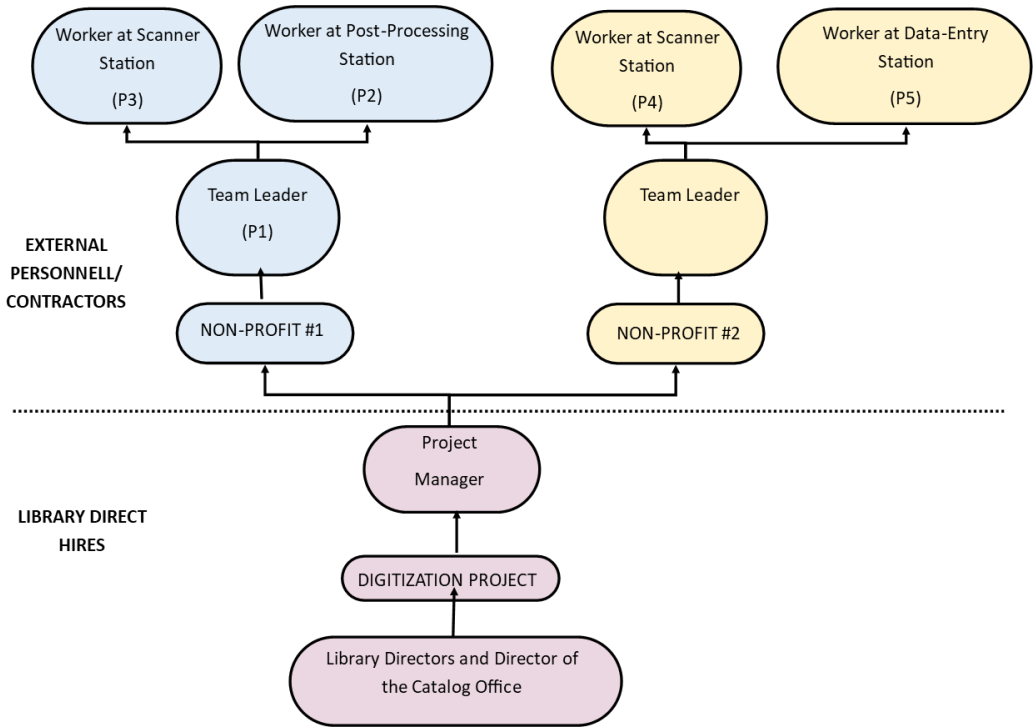 Worker at Scanner
Station
(P3)
Worker at Post-Processing
Station
(P2)
Worker at Scanner
Station
(P4)
Worker at Data-Entry
Station
(P5)
Team Leader
(P1)
Team Leader
EXTERNAL
PERSONNELL/
CONTRACTORS
NON-PROFIT #1
NON-PROFIT #2
Project
Manager
LIBRARY DIRECT
HIRES
DIGITIZATION PROJECT
Library Directors and Director of
the Catalog Office